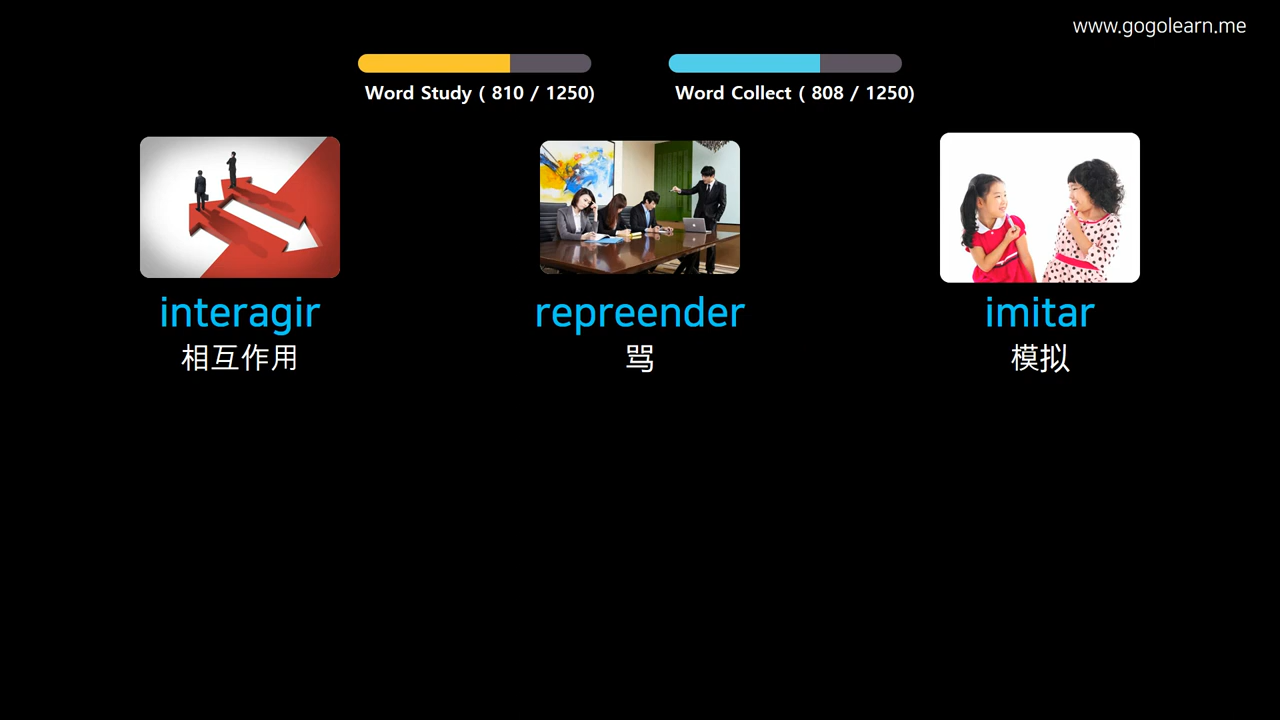 www.gogolearn.me
Word Study ( 810 / 1250)
Word Collect ( 808 / 1250)
interagir
repreender
imitar
相互作用
骂
模拟